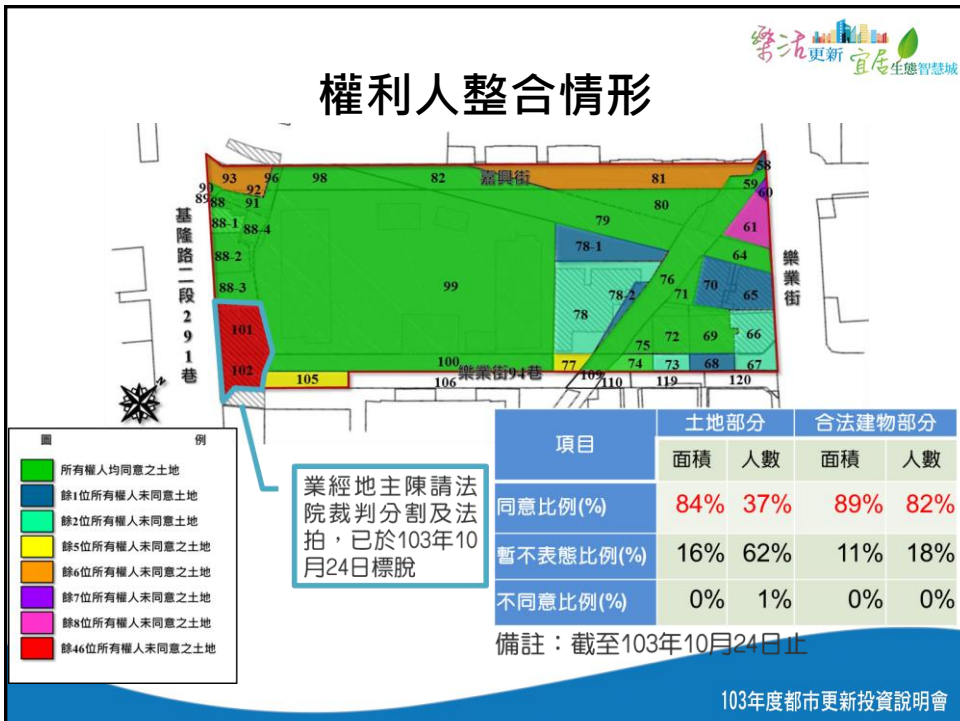 樂活更新 宜居生態智慧城
權利人整合情形
93 96 98 82 嘉興街 81 58
90 92 59 60
89 88 91 80
88-1 88-4 79 61
78-1 64
88-2 76 70
99 78-2 71 65
88-3
101 78 72 69 66
75
102 100 77 74 73 68 67
樂業街94巷
105 106 109 110 119 120
基隆路二段291巷
樂業街
N
圖 例
所有權人均同意之土地
餘1位所有權人未同意土地
餘2位所有權人未同意之土地
餘5位所有權人未同意之土地
餘6位所有權人未同意之土地
餘7位所有權人未同意之土地
餘8位所有權人未同意之土地
餘46位所有權人未同意之土地
業經地主陳請法
院裁判分割及法
拍，已於103年10
月24日標脫
項目 土地部分 合法建物部分
面積 人數 面積 人數
同意比例(%) 84% 37% 89% 82%
暫不表態比例(%) 16% 62% 11% 18%
不同意比例(%) 0% 1% 0% 0%
備註：截至103年10月24日止
103年度都市更新投資說明會